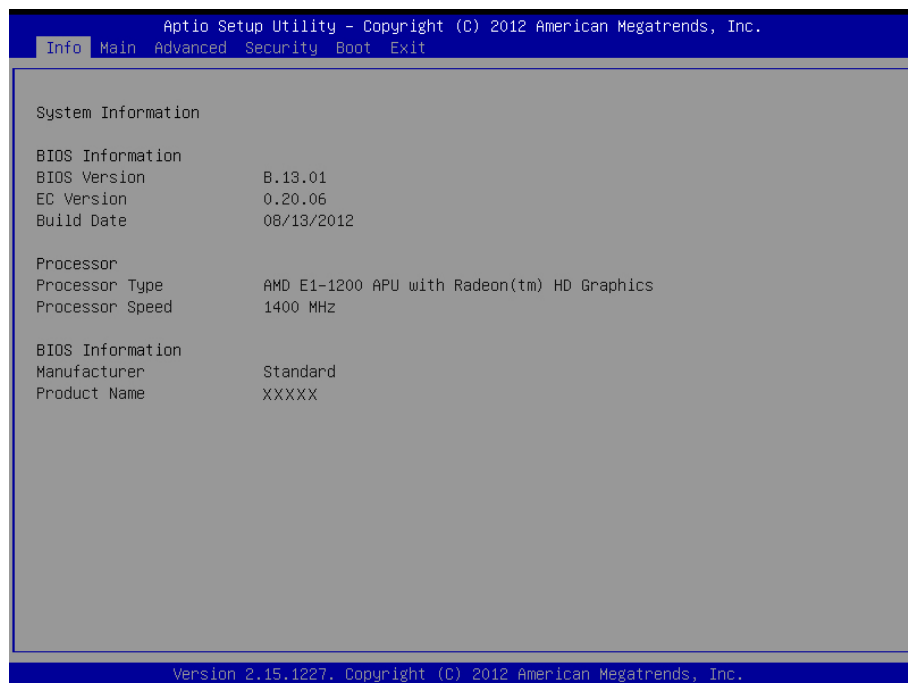 Aptio Setup Utility – Copyright (C) 2012 American Megatrends, Inc.
Info Main Advanced Security Boot Exit
System Information
BIOS Information
BIOS Version B.13.01
EC Version 0.20.06
Build Date 08/13/2012
Processor
Processor Type AMD E1-1200 APU with Radeon(tm) HD Graphics
Processor Speed 1400 MHz
BIOS Information
Manufacturer Standard
Product Name XXXXX
Version 2.15.1227. Copyright (C) 2012 American Megatrends, Inc.